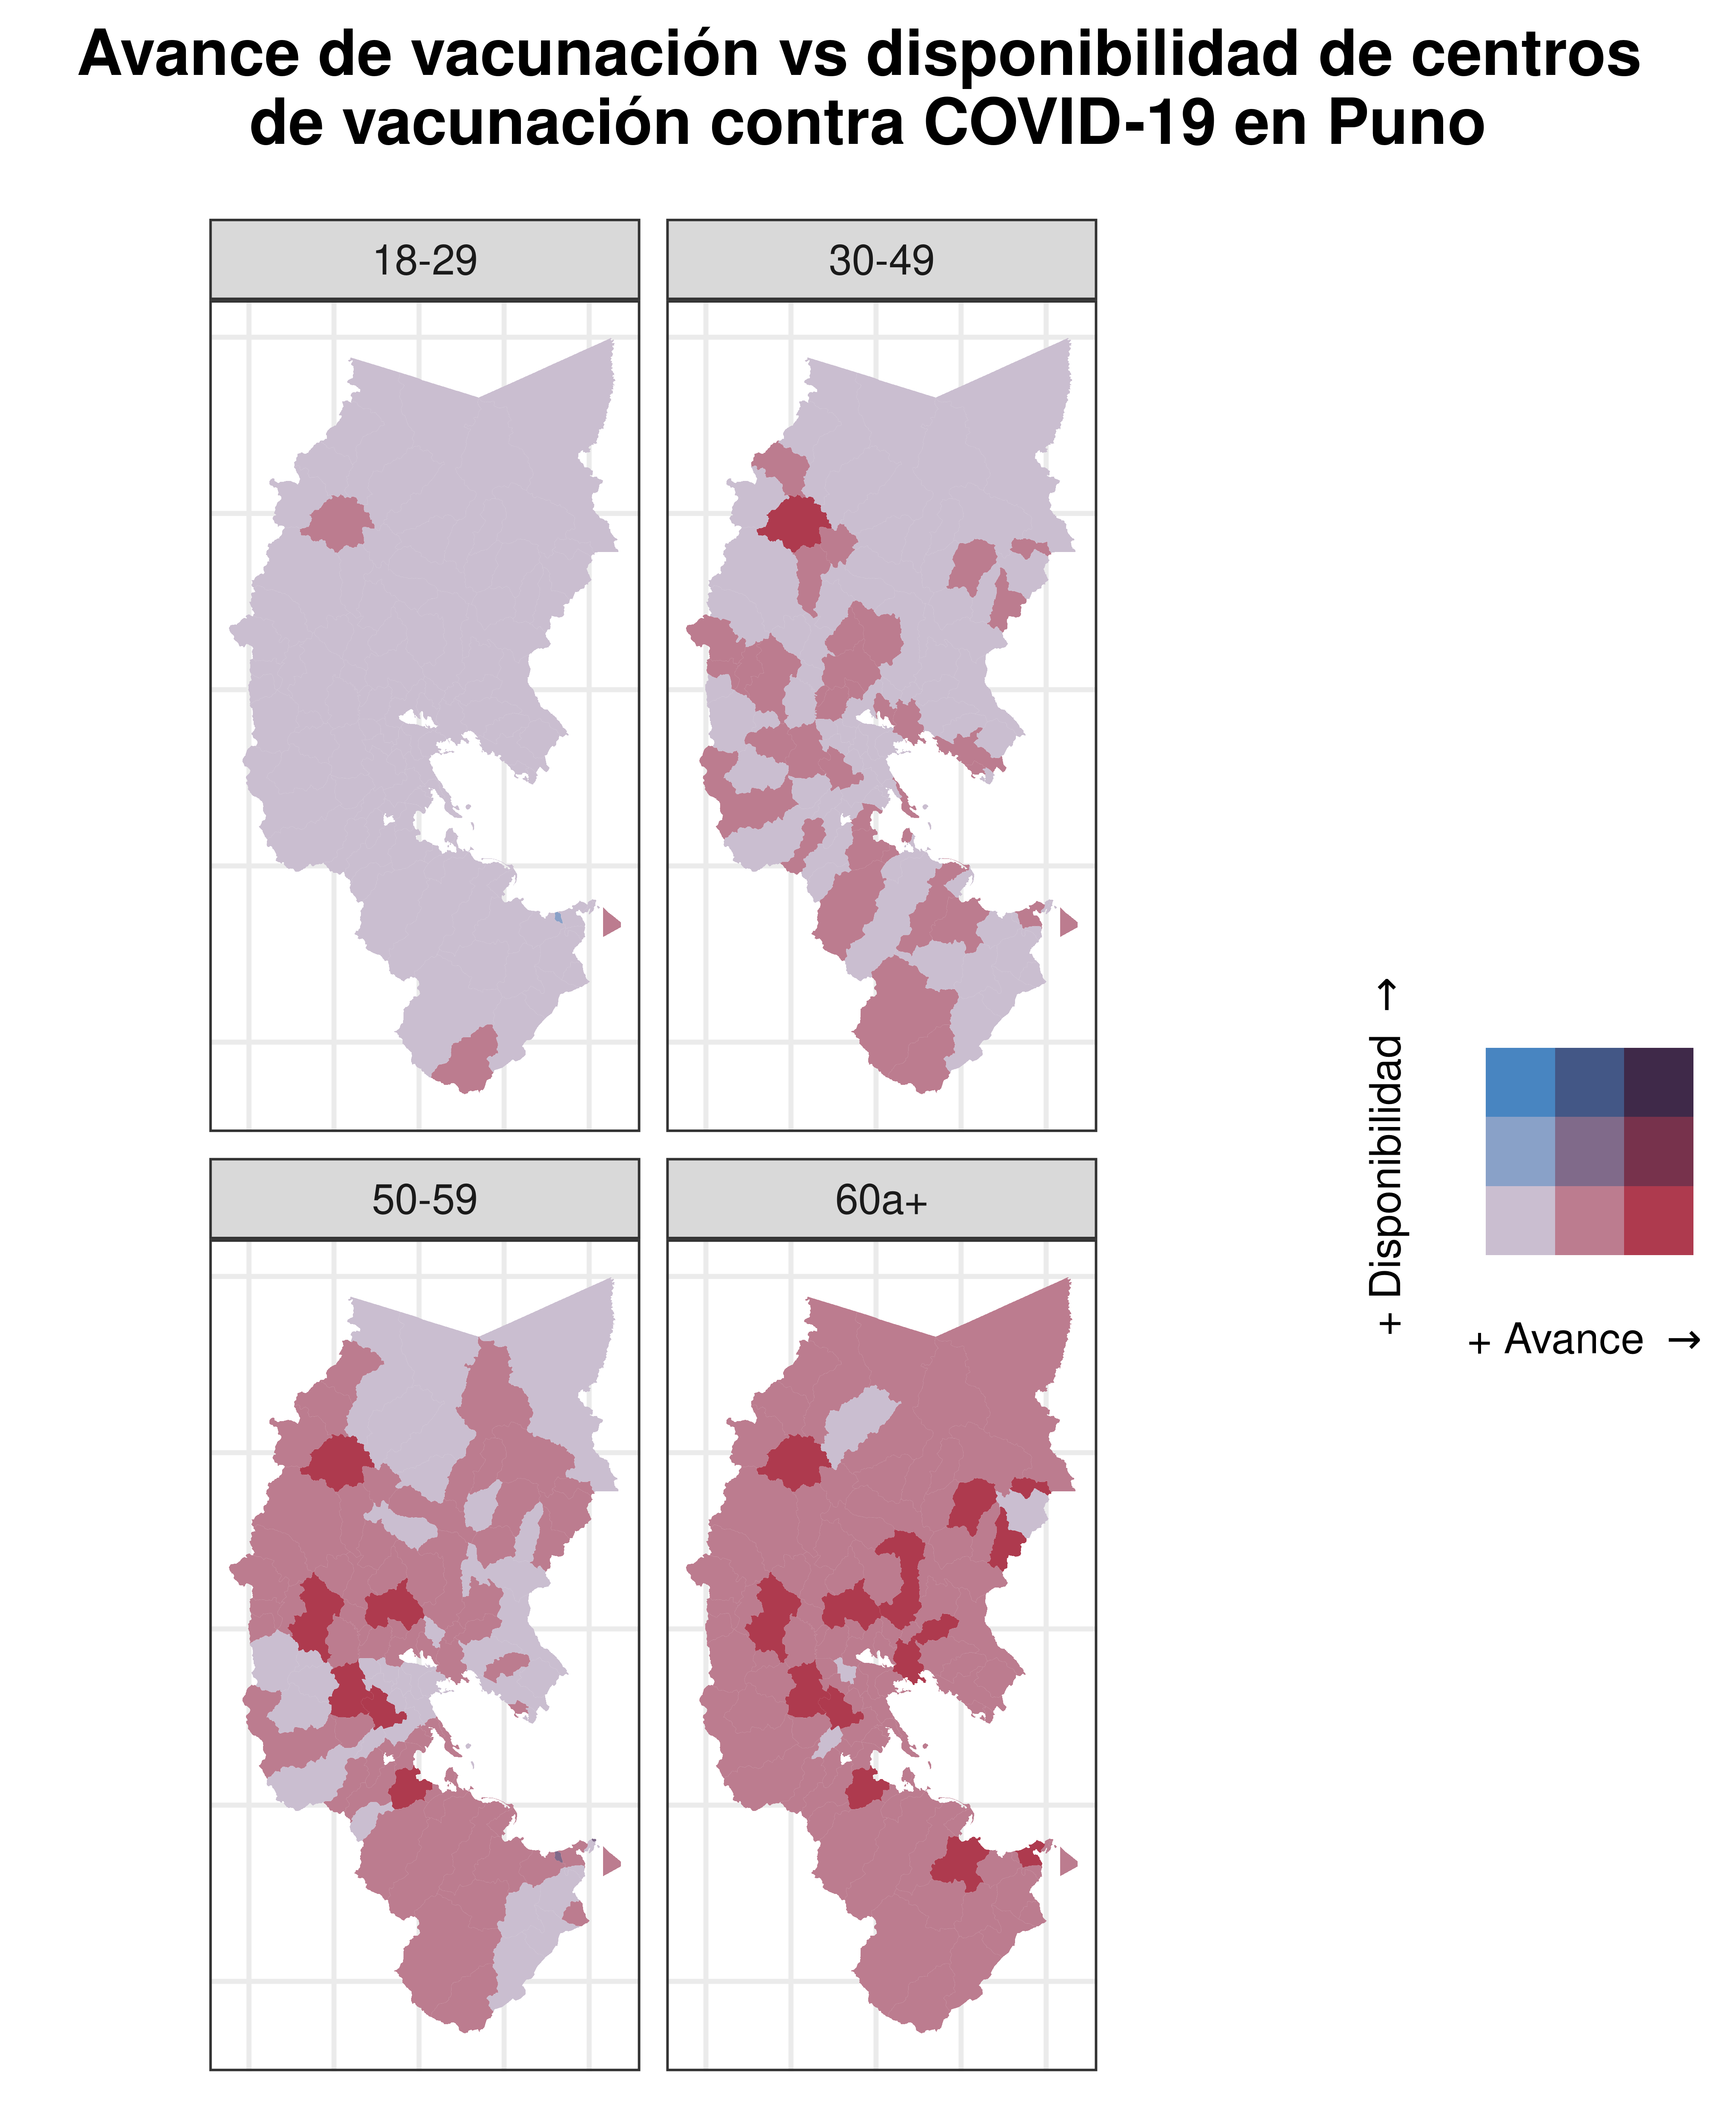 Avance de vacunación vs disponibilidad de centros
de vacunación contra COVID-19 en Puno
18-29
30-49
50-59
60a+
+ Disponibilidad →
+ Avance →